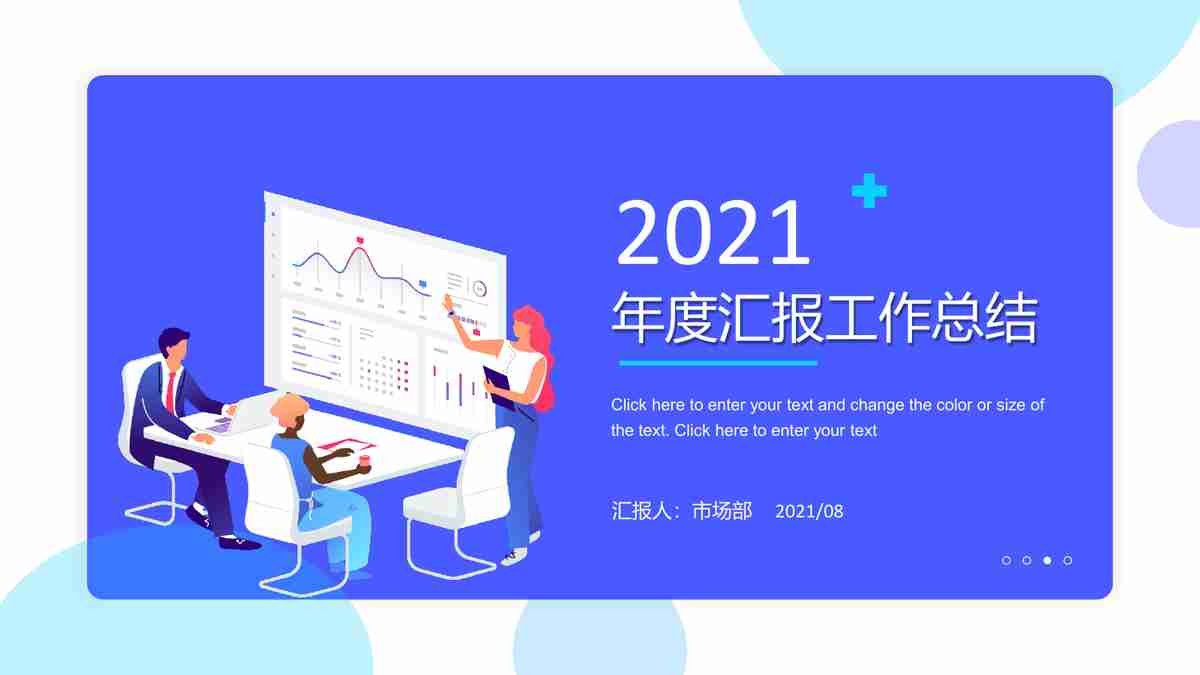 2021
年度汇报工作总结
Click here to enter your text and change the color or size of
the text. Click here to enter your text
汇报人：市场部 2021/08